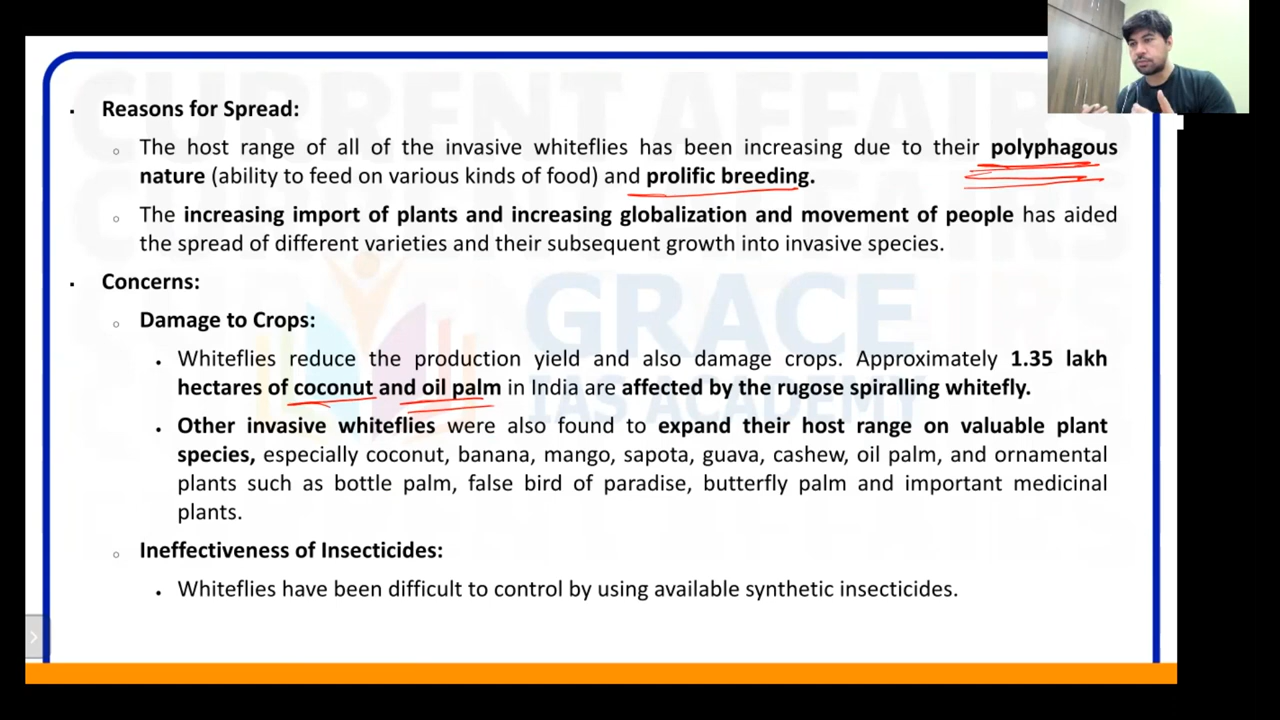 Reasons for Spread:
The host range of all of the invasive whiteflies has been increasing due to their polyphagous
nature (ability to feed on various kinds of food) and prolific breeding.
The increasing import of plants and increasing globalization and movement of people has aided
the spread of different varieties and their subsequent growth into invasive species.
Concerns:
Damage to Crops:
Whiteflies reduce the production yield and also damage crops. Approximately 1.35 lakh
hectares of coconut and oil palm in India are affected by the rugose spiralling whitefly.
Other invasive whiteflies were also found to expand their host range on valuable plant
species, especially coconut, banana, mango, sapota, guava, cashew, oil palm, and ornamental
plants such as bottle palm, false bird of paradise, butterfly palm and important medicinal
plants.
Ineffectiveness of Insecticides:
Whiteflies have been difficult to control by using available synthetic insecticides.
CURRENT AFFAIRS
GRACE
IAS ACADEMY